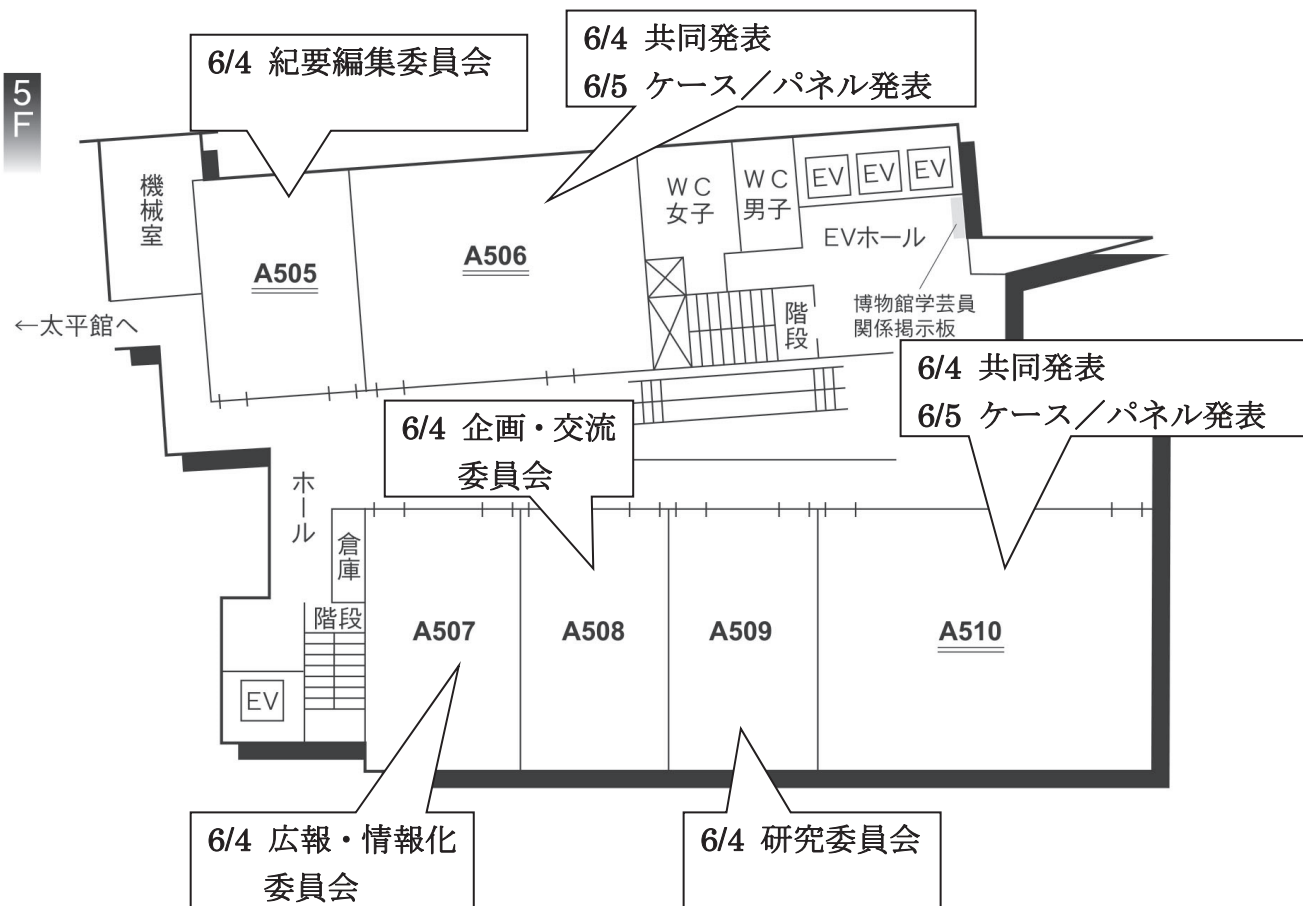 5F
6/4 紀要編集委員会
6/4 共同発表
6/5 ケース／パネル発表
機械室
A505
A506
WC
女子
WC
男子
EV
EV
EV
EVホール
博物館学芸員
関係掲示板
階段
←太平館へ
6/4 共同発表
6/5 ケース／パネル発表
6/4 企画・交流
委員会
ホール
倉庫
階段
EV
A507
A508
A509
A510
6/4 広報・情報化
委員会
6/4 研究委員会